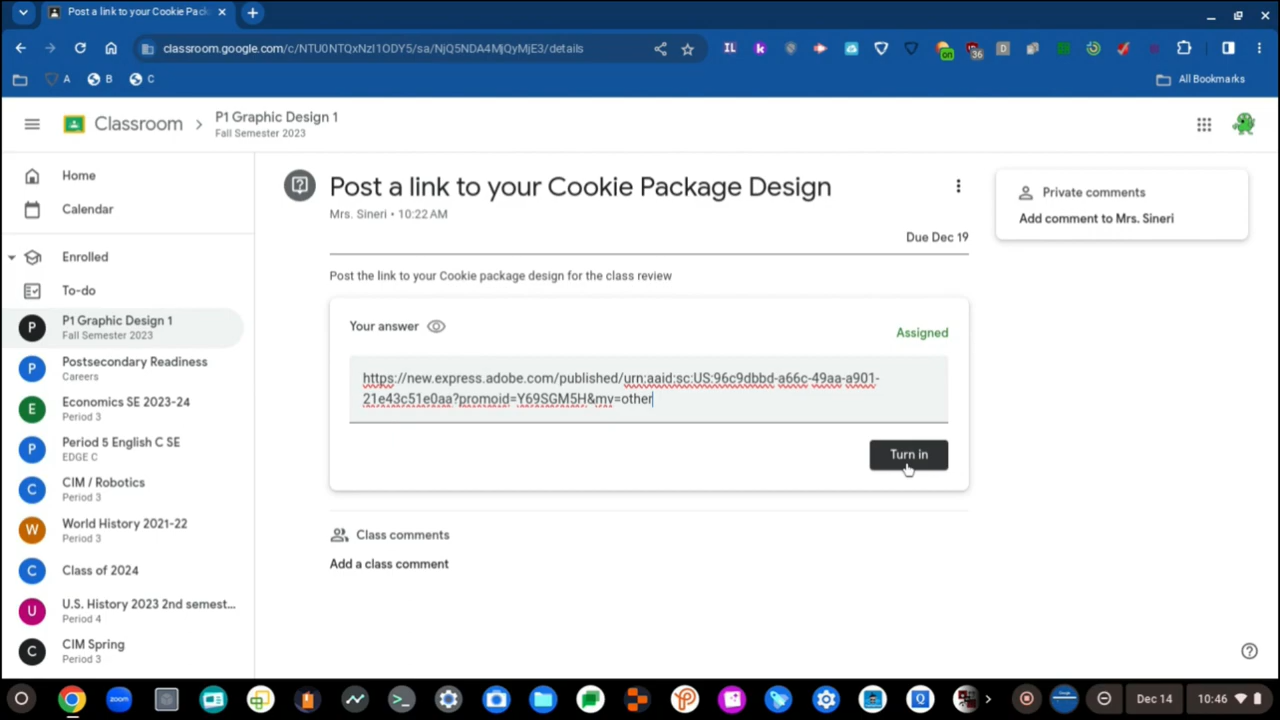 Post a link to your Cookie Pack
classroom.google.com/c/NTU0NTQxNzI1ODY5/sa/NjQ5NDA4MjQyMjE3/details
IL
k
on
36
D
A
B
C
All Bookmarks
Classroom
P1 Graphic Design 1
Fall Semester 2023
Home
Calendar
Enrolled
To-do
P
P1 Graphic Design 1
Fall Semester 2023
P
Postsecondary Readiness
Careers
E
Economics SE 2023-24
Period 3
P
Period 5 English C SE
EDGE C
C
CIM / Robotics
Period 3
W
World History 2021-22
Period 3
C
Class of 2024
U
U.S. History 2023 2nd semest...
Period 4
C
CIM Spring
Period 3
Post a link to your Cookie Package Design
Mrs. Sineri • 10:22 AM
Due Dec 19
Post the link to your Cookie package design for the class review
Your answer
Assigned
https://new.express.adobe.com/published/urn:aaid:sc:US:96c9dbbd-a66c-49aa-a901-
21e43c51e0aa?promoid=Y69SGM5H&mv=other
Turn in
Class comments
Add a class comment
Private comments
Add comment to Mrs. Sineri
zoom
Q
Dec 14
10:46